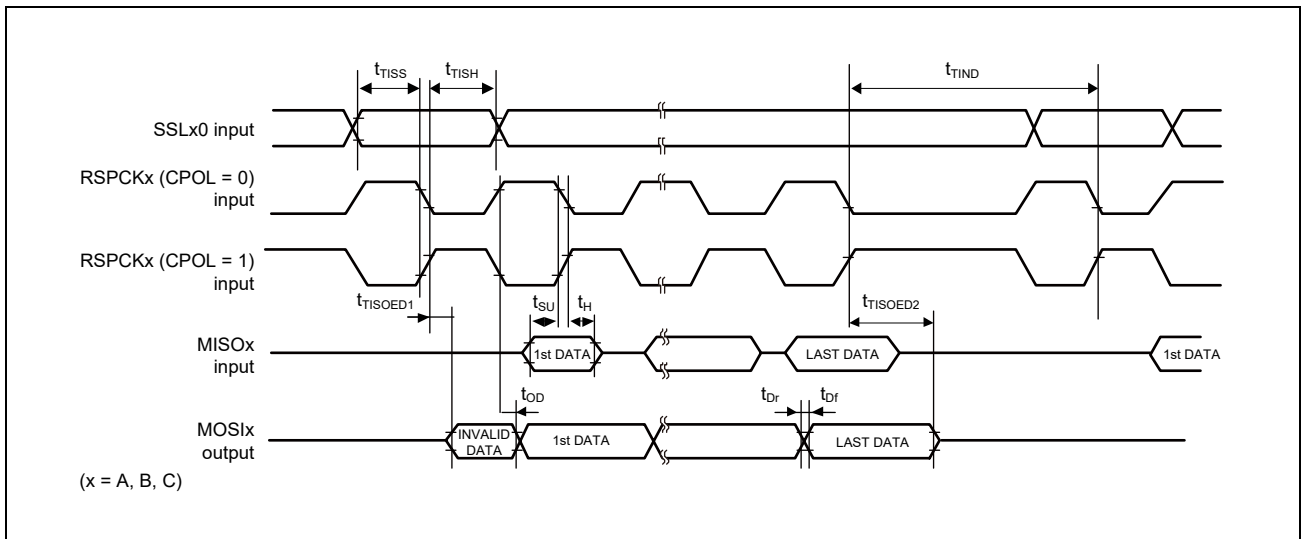 tTISS
tTISH
tTIND
SSLx0 input
RSPCKx (CPOL = 0)
input
RSPCKx (CPOL = 1)
input
tTISOED1
tSU
tH
tTISOED2
MISOx
input
1st DATA
LAST DATA
1st DATA
tOD
tDr
tDf
MOSIx
output
INVALID
DATA
1st DATA
LAST DATA
(x = A, B, C)